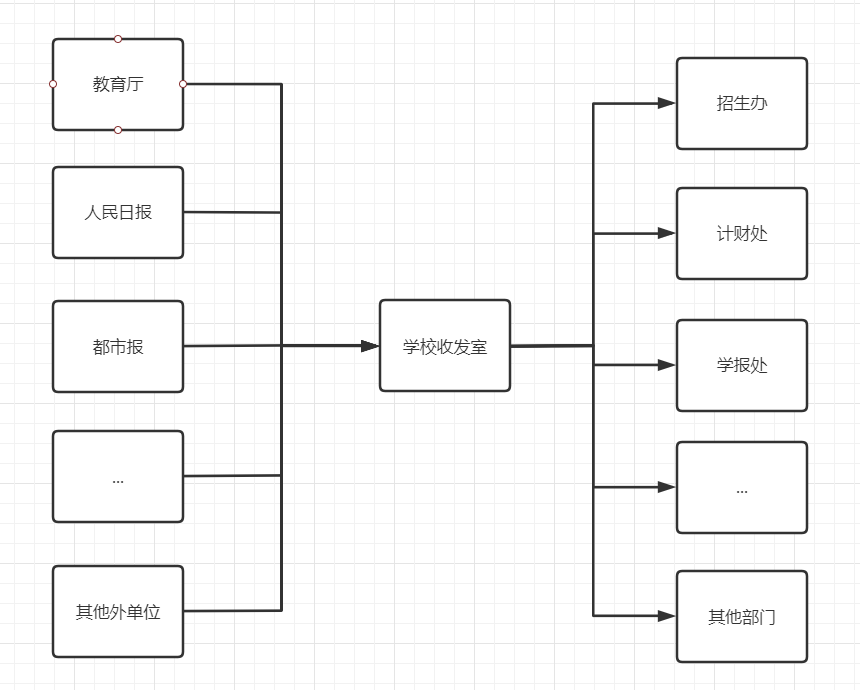 教育厅
人民日报
都市报
...
其他外单位
学校收发室
招生办
计财处
学报处
...
其他部门